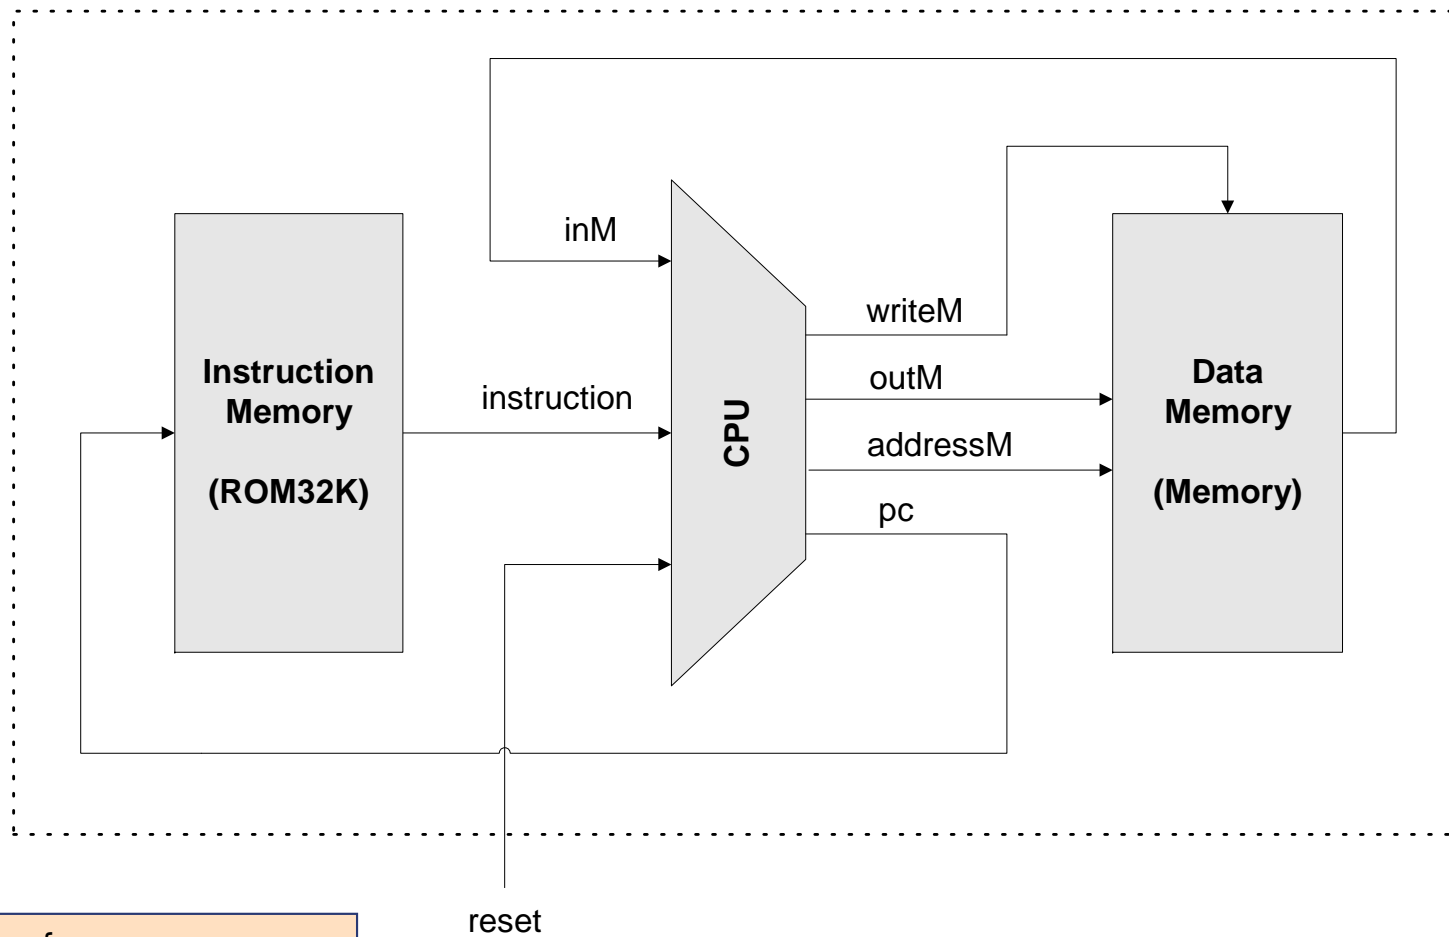 inM
writeM
Instruction
Memory
(ROM32K)
instruction
CPU
outM
addressM
pc
Data
Memory
(Memory)
reset